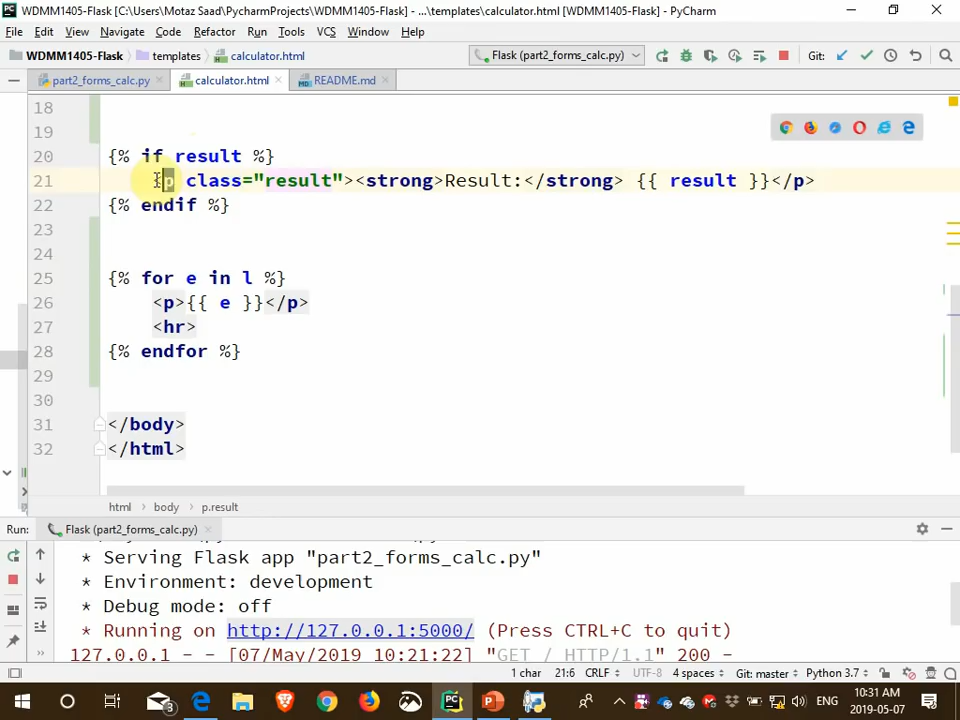 WDMM1405-Flask [C:\Users\Motaz Saad\PycharmProjects\WDMM1405-Flask] - ...\templates\calculator.html [WDMM1405-Flask] - PyCharm
File Edit View Navigate Code Refactor Run Tools VCS Window Help
WDMM1405-Flask templates calculator.html Flask (part2_forms_calc.py) Git:
part2_forms_calc.py calculator.html README.md
18
19
20 {% if result %}
21 <p class="result"><strong>Result:</strong> {{ result }}</p>
22 {% endif %}
23
24
25 {% for e in l %}
26 <p>{{ e }}</p>
27 <hr>
28 {% endfor %}
29
30
31 </body>
32 </html>
html body p.result
Run: Flask (part2_forms_calc.py)
* Serving Flask app "part2_forms_calc.py"
* Environment: development
* Debug mode: off
* Running on http://127.0.0.1:5000/ (Press CTRL+C to quit)
127.0.0.1 - - [07/May/2019 10:21:22] "GET / HTTP/1.1" 200 -
1 char 21:6 CRLF UTF-8 4 spaces Git: master Python 3.7
3 ENG 10:31 AM
2019-05-07